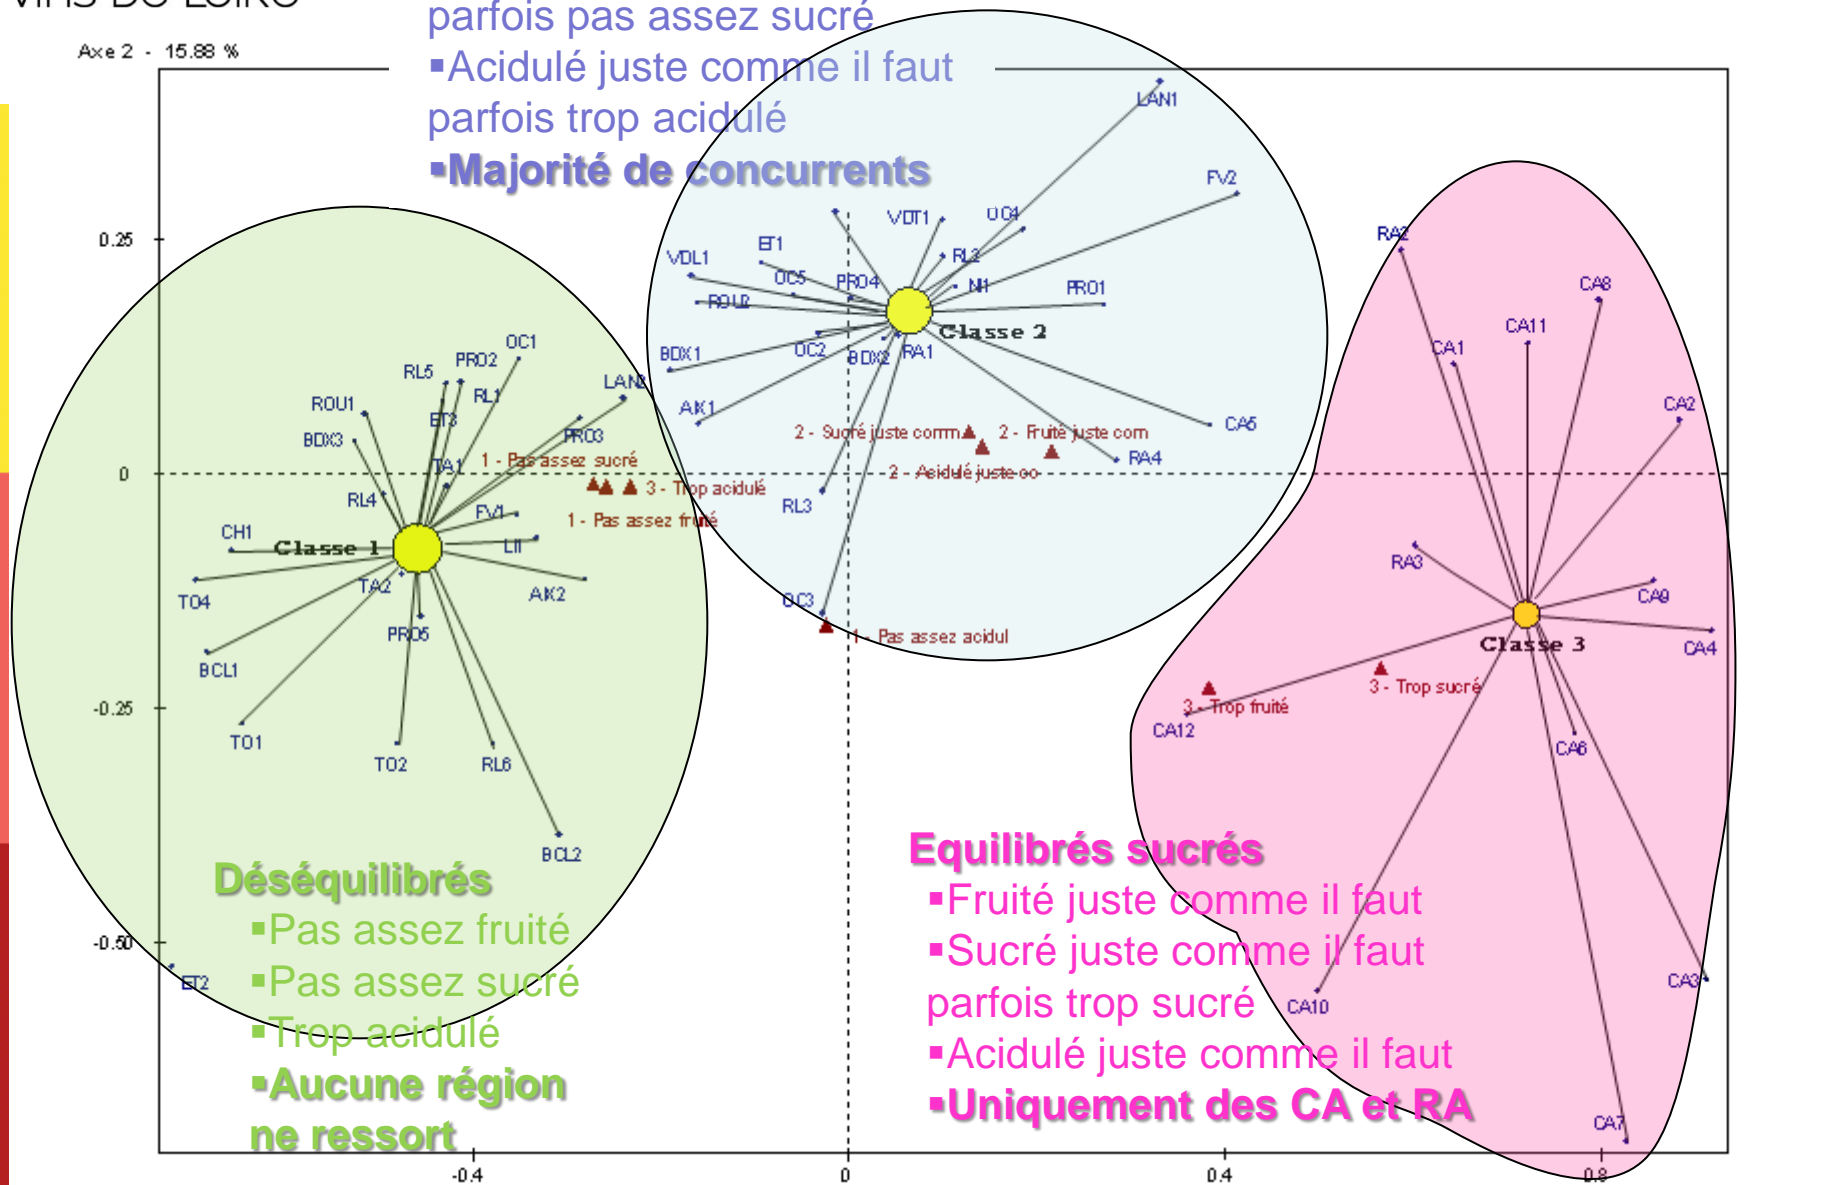 parfois pas assez sucré
Axe 2 - 15.88 %
▪Acidulé juste comme il faut
parfois trop acidulé
▪Majorité de concurrents
LAN1
FV2
VDT1
OC4
RA2
0.25
ET1
VDL1
RL2
OC5
PRO4
NI1
PRO1
CA8
ROU2
CA11
Classe 2
OC1
OC2
BDX2
RA1
BDX1
CA1
PRO2
RL5
RL1
LAN2
ROU1
AIX1
CA2
ET3
BDX3
PRO3
CA5
2 - Sucré juste comm
2 - Fruité juste com
TA1
1 - Pas assez sucré
RA4
0
2 - Acidulé juste co
3 - Trop acidulé
RL4
RL3
FV1
1 - Pas assez fruité
CH1
Classe 1
LI1
RA3
TA2
AIX2
CA9
TO4
OC3
PRO5
1 - Pas assez acidul
Classe 3
CA4
BCL1
3 - Trop sucré
-0.25
3 - Trop fruité
CA12
TO1
TO2
RL6
CA6
BCL2
Déséquilibrés
▪Pas assez fruité
▪Pas assez sucré
▪Trop acidulé
▪Aucune région
ne ressort
-0.50
ET2
Equilibrés sucrés
▪Fruité juste comme il faut
▪Sucré juste comme il faut
parfois trop sucré
▪Acidulé juste comme il faut
▪Uniquement des CA et RA
CA10
CA3
CA7
-0.4
0
0.4
0.8